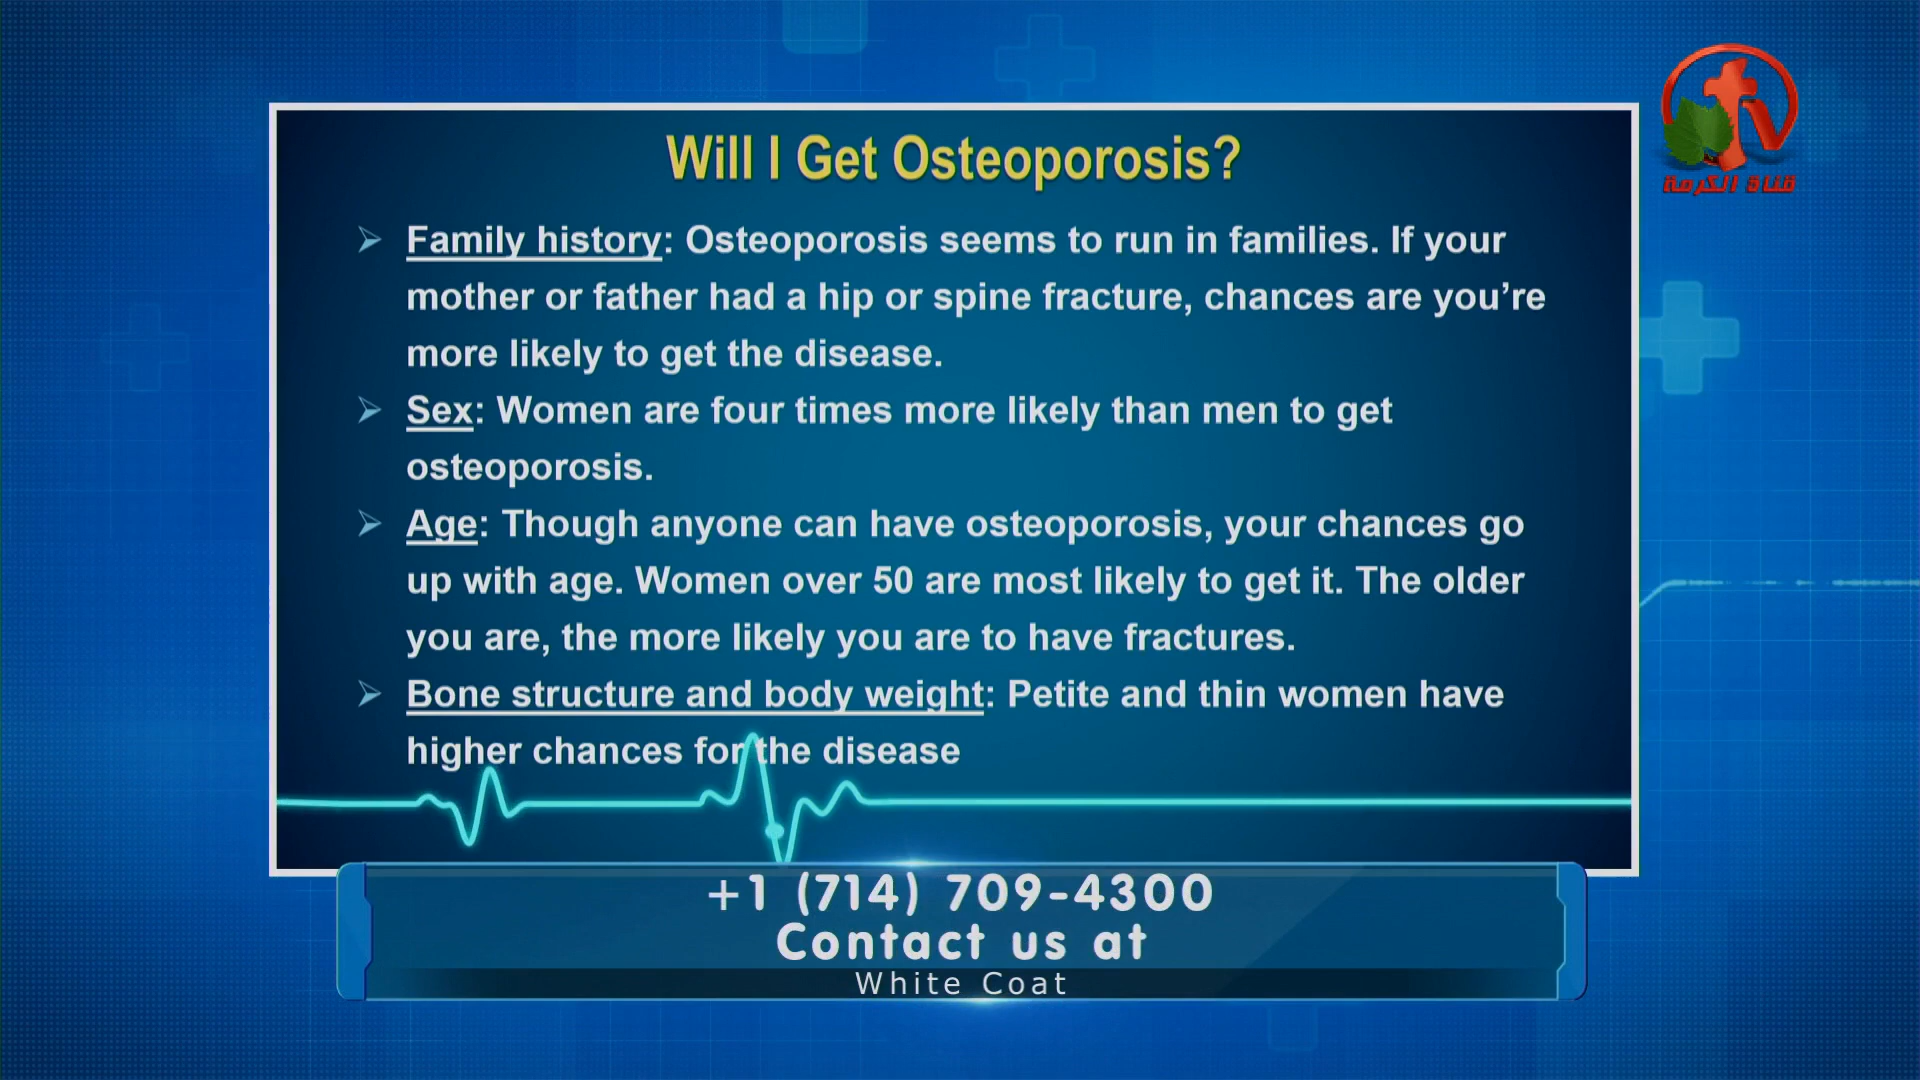 Will I Get Osteoporosis?
➢ Family history: Osteoporosis seems to run in families. If your
mother or father had a hip or spine fracture, chances are you’re
more likely to get the disease.
➢ Sex: Women are four times more likely than men to get
osteoporosis.
➢ Age: Though anyone can have osteoporosis, your chances go
up with age. Women over 50 are most likely to get it. The older
you are, the more likely you are to have fractures.
➢ Bone structure and body weight: Petite and thin women have
higher chances for the disease
tv
قناة الكرمة
+1 (714) 709-4300
Contact us at
White Coat